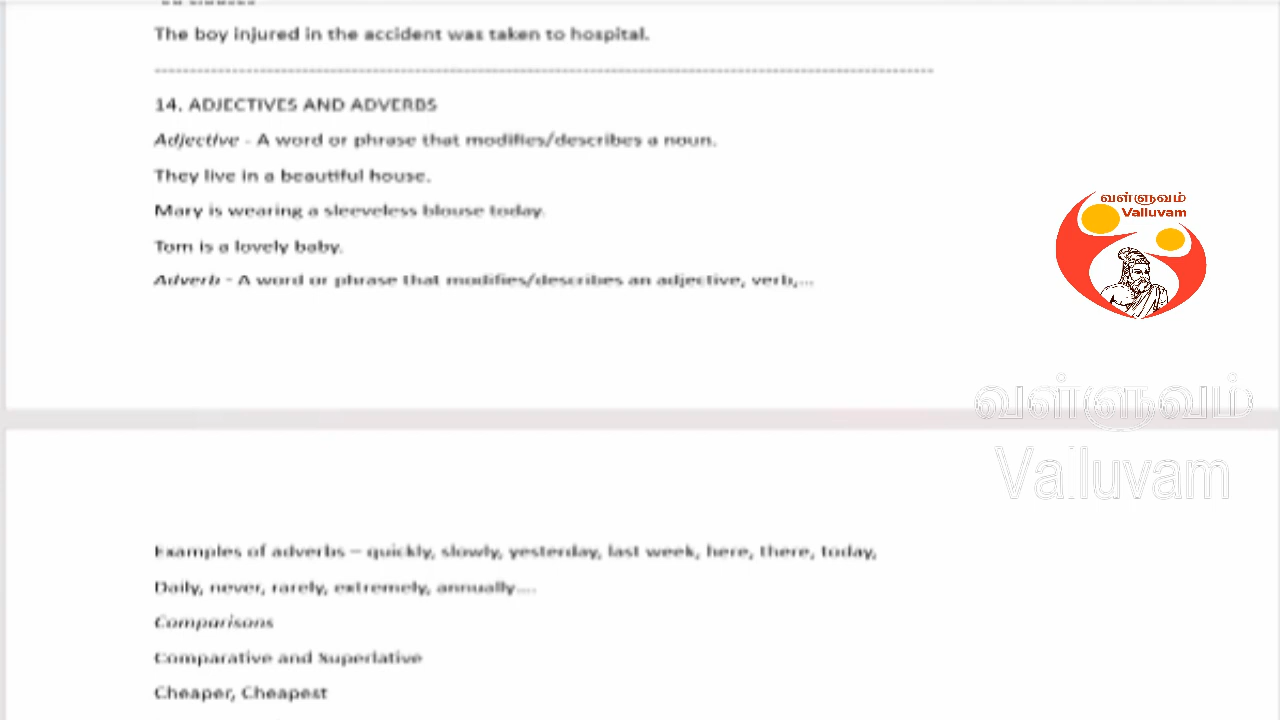 The boy injured in the accident was taken to hospital.
14. ADJECTIVES AND ADVERBS
Adjective - A word or phrase that modifies/describes a noun.
They live in a beautiful house.
Mary is wearing a sleeveless blouse today.
Tom is a lovely baby.
Adverb - A word or phrase that modifies/describes an adjective, verb,...
வள்ளுவம்
Valluvam
வள்ளுவம்
Valluvam
Examples of adverbs – quickly, slowly, yesterday, last week, here, there, today,
Daily, never, rarely, extremely, annually....
Comparisons
Comparative and Superlative
Cheaper, Cheapest